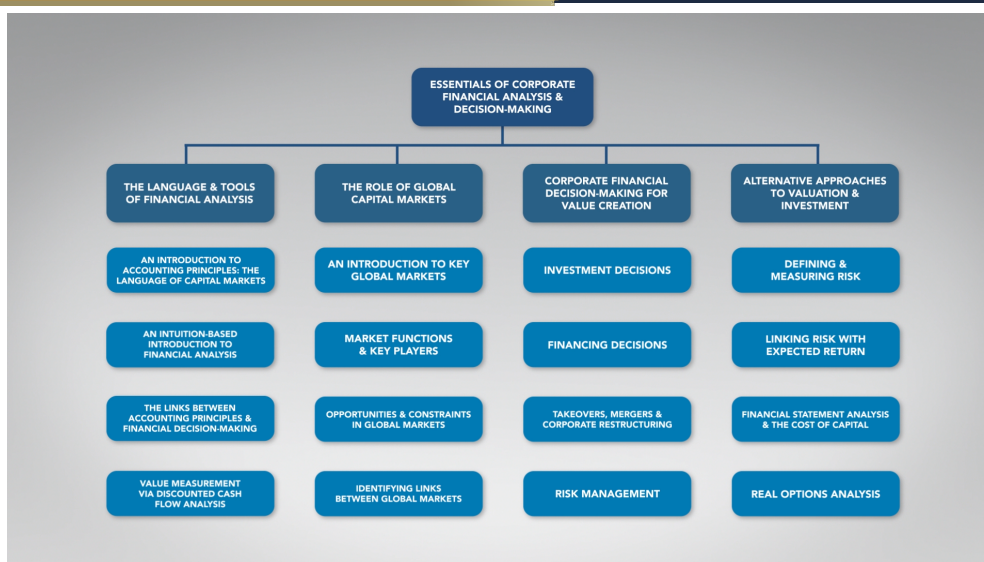 ESSENTIALS OF CORPORATE
FINANCIAL ANALYSIS &
DECISION-MAKING
THE LANGUAGE & TOOLS
OF FINANCIAL ANALYSIS
AN INTRODUCTION TO
ACCOUNTING PRINCIPLES: THE
LANGUAGE OF CAPITAL MARKETS
AN INTUITION-BASED
INTRODUCTION TO
FINANCIAL ANALYSIS
THE LINKS BETWEEN
ACCOUNTING PRINCIPLES &
FINANCIAL DECISION-MAKING
VALUE MEASUREMENT
VIA DISCOUNTED CASH
FLOW ANALYSIS
THE ROLE OF GLOBAL
CAPITAL MARKETS
AN INTRODUCTION TO KEY
GLOBAL MARKETS
MARKET FUNCTIONS
& KEY PLAYERS
OPPORTUNITIES & CONSTRAINTS
IN GLOBAL MARKETS
IDENTIFYING LINKS
BETWEEN GLOBAL MARKETS
CORPORATE FINANCIAL
DECISION-MAKING FOR
VALUE CREATION
INVESTMENT DECISIONS
FINANCING DECISIONS
TAKEOVERS, MERGERS &
CORPORATE RESTRUCTURING
RISK MANAGEMENT
ALTERNATIVE APPROACHES
TO VALUATION &
INVESTMENT
DEFINING &
MEASURING RISK
LINKING RISK WITH
EXPECTED RETURN
FINANCIAL STATEMENT ANALYSIS
& THE COST OF CAPITAL
REAL OPTIONS ANALYSIS